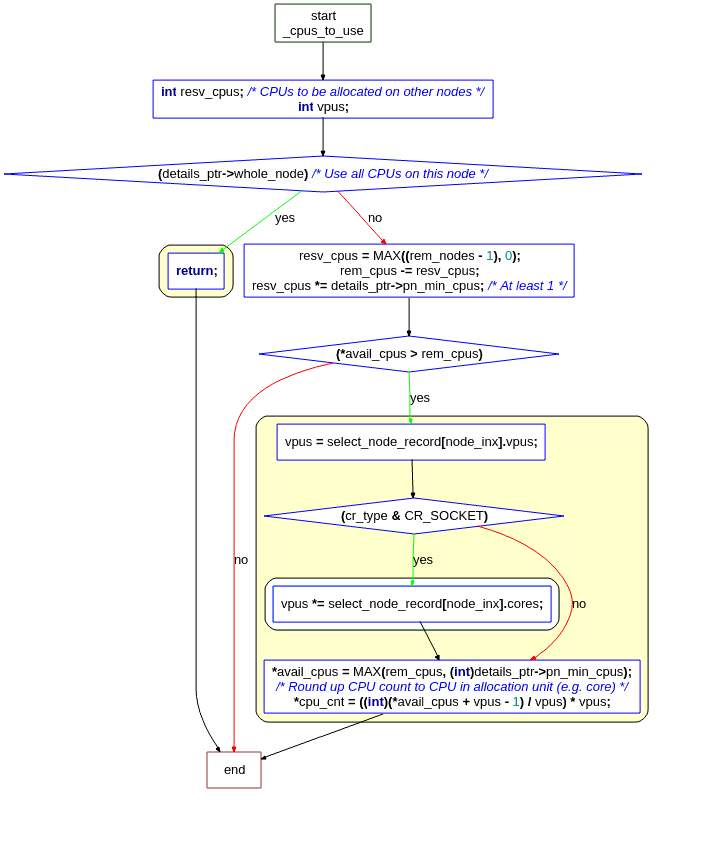 start
_cpus_to_use
int resv_cpus; /* CPUs to be allocated on other nodes */
int vpus;
(details_ptr->whole_node) /* Use all CPUs on this node */
yes
no
return;
resv_cpus = MAX((rem_nodes - 1), 0);
rem_cpus -= resv_cpus;
resv_cpus *= details_ptr->pn_min_cpus; /* At least 1 */
(*avail_cpus > rem_cpus)
yes
vpus = select_node_record[node_inx].vpus;
(cr_type & CR_SOCKET)
no
yes
vpus *= select_node_record[node_inx].cores;
no
*avail_cpus = MAX(rem_cpus, (int)details_ptr->pn_min_cpus);
/* Round up CPU count to CPU in allocation unit (e.g. core) */
*cpu_cnt = ((int)(*avail_cpus + vpus - 1) / vpus) * vpus;
end